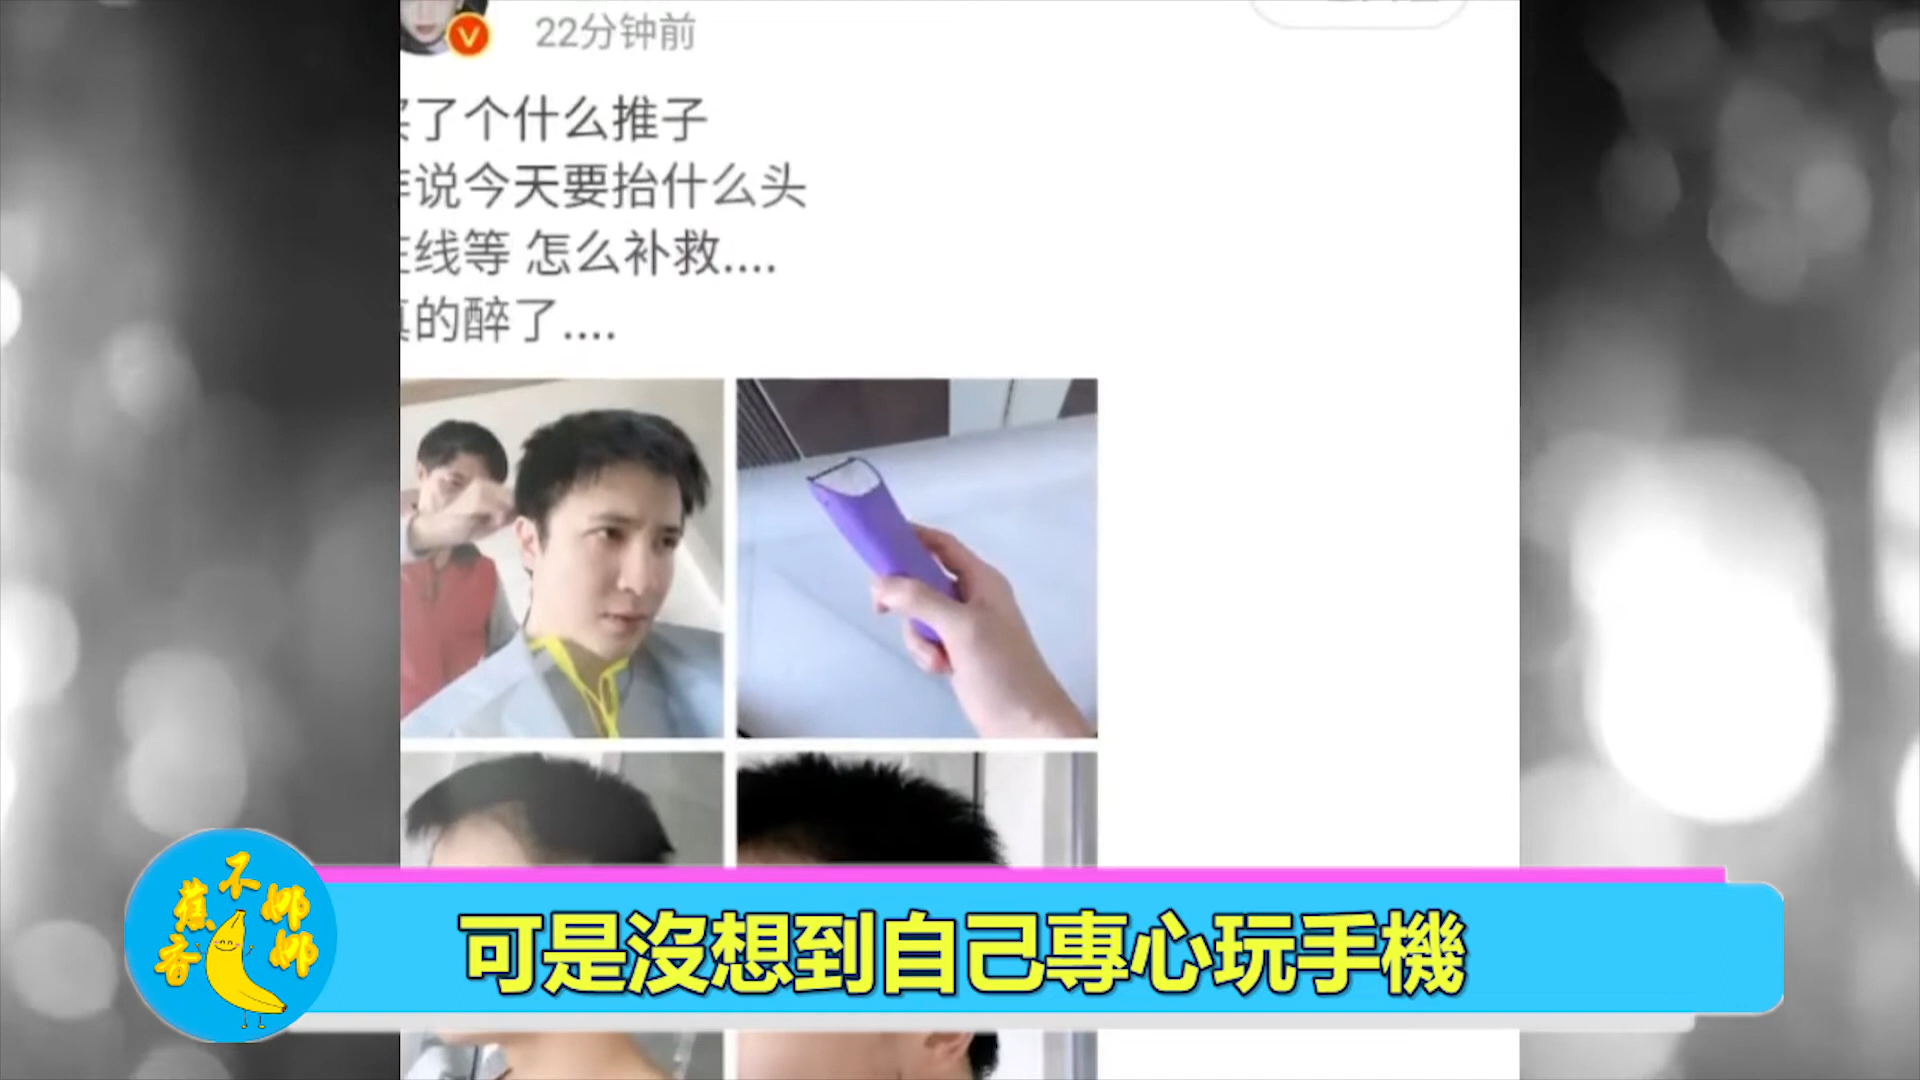 22分钟前
了个什么推子
说今天要抬什么头
线等 怎么补救....
的醉了....
香蕉不娜娜
可是沒想到自己專心玩手機